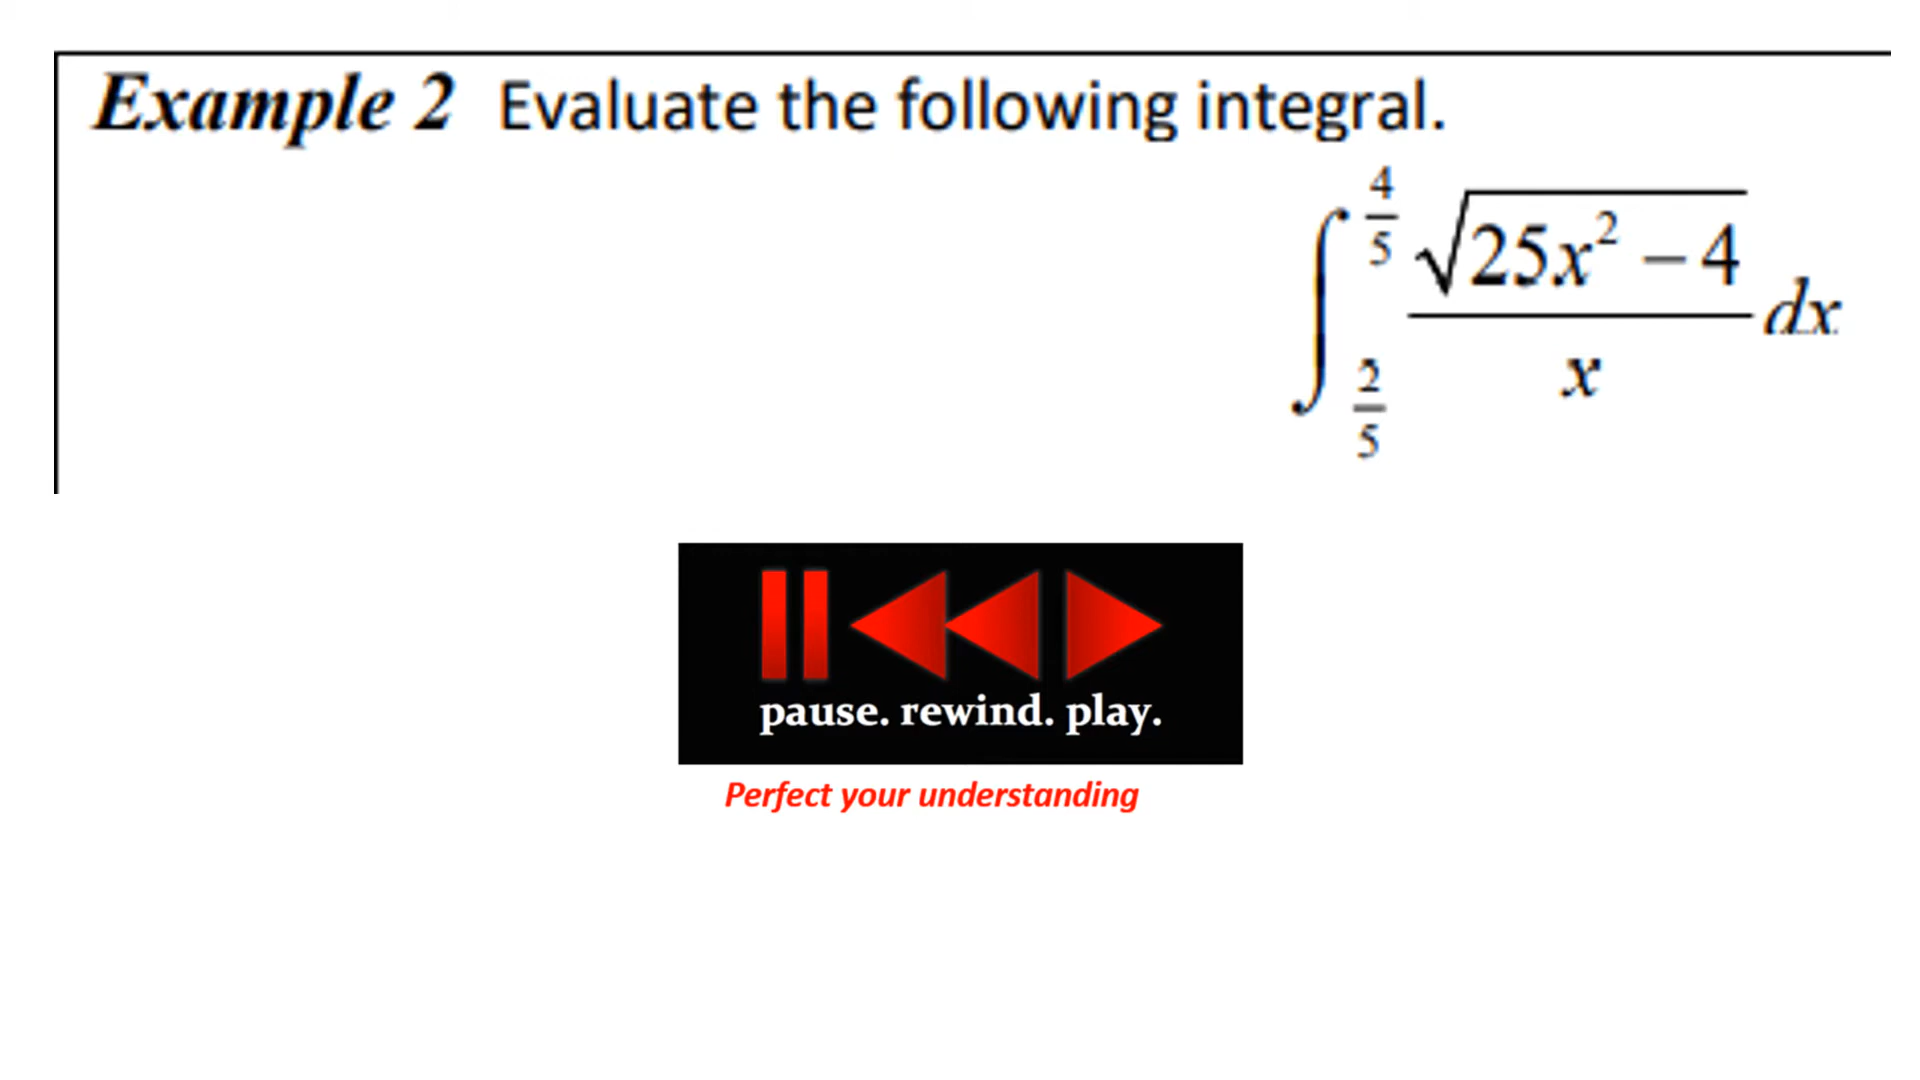 Example 2 Evaluate the following integral.
∫_{2/5}^{4/5} √(25x² − 4) / x dx
pause. rewind. play.
Perfect your understanding